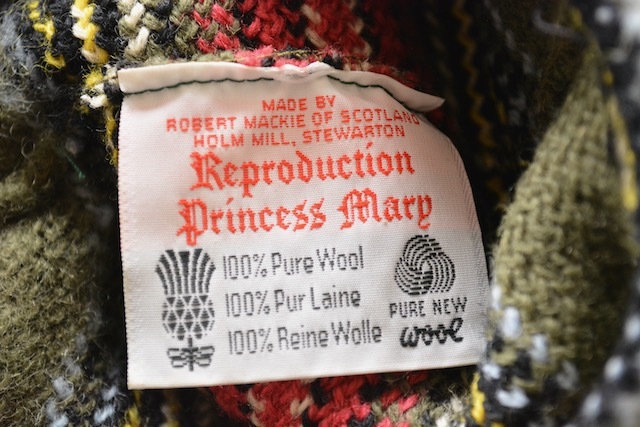 MADE BY
ROBERT MACKIE OF SCOTLAND
HOLM MILL, STEWARTON
Reproduction
Princess Mary
100% Pure Wool
100% Pur Laine
100% Reine Wolle
PURE NEW
wool